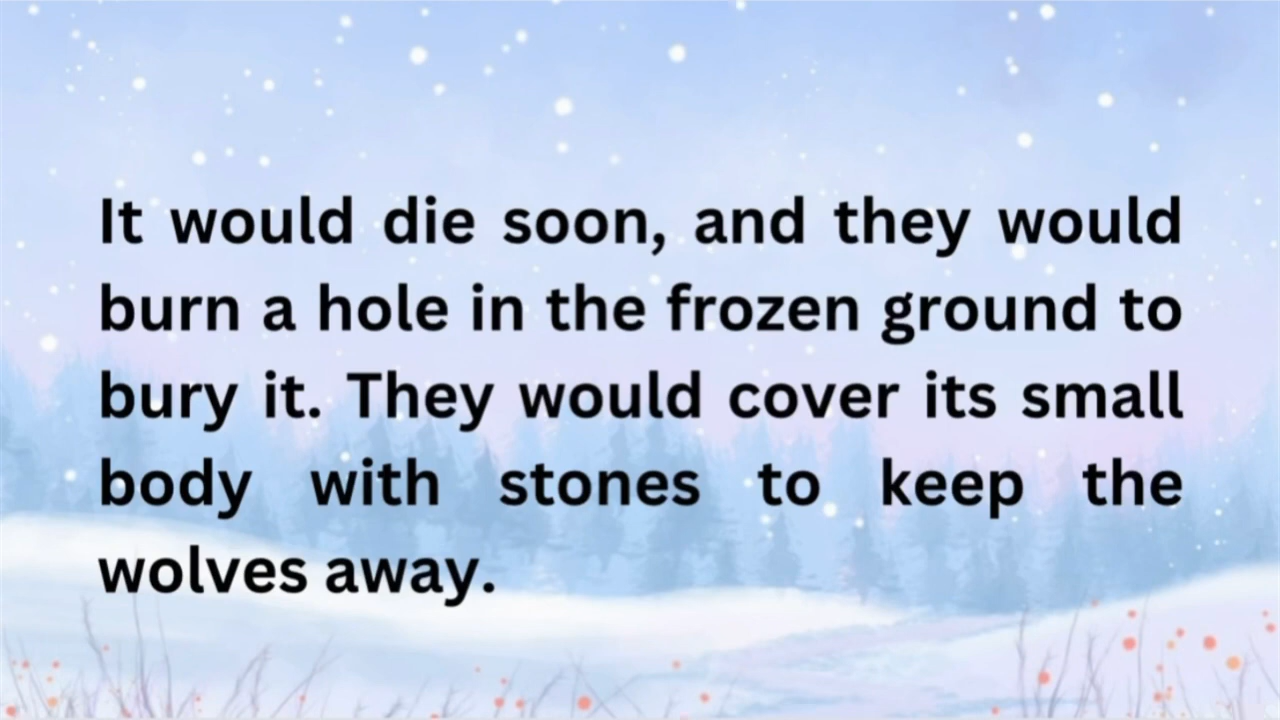 It would die soon, and they would
burn a hole in the frozen ground to
bury it. They would cover its small
body with stones to keep the
wolves away.